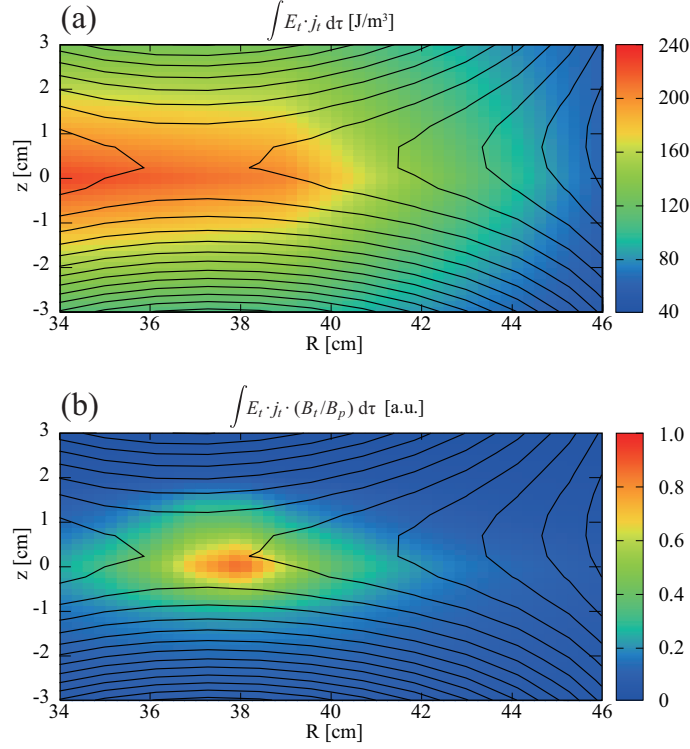 (a)
∫ E_t · j_t dτ [J/m³]
3
2
1
0
-1
-2
-3
z [cm]
34 36 38 40 42 44 46
R [cm]
240
200
160
120
80
40
(b)
∫ E_t · j_t · (B_t/B_p) dτ [a.u.]
3
2
1
0
-1
-2
-3
z [cm]
34 36 38 40 42 44 46
R [cm]
1.0
0.8
0.6
0.4
0.2
0